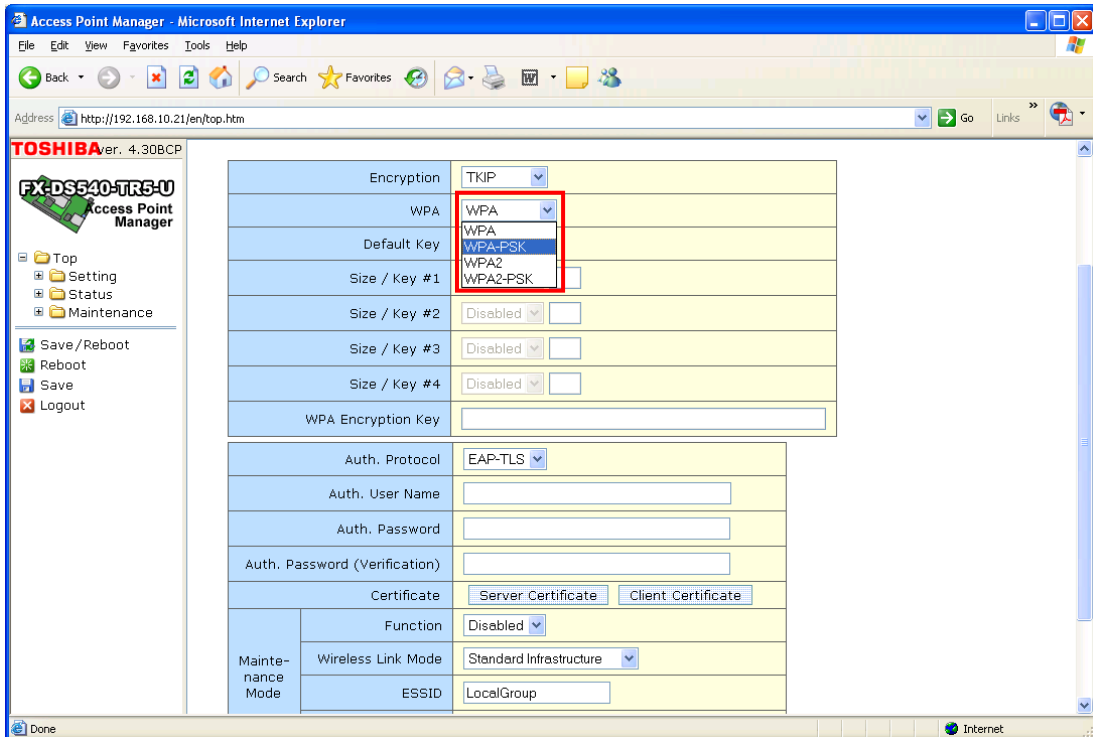 Access Point Manager - Microsoft Internet Explorer
File Edit View Favorites Tools Help
Back Search Favorites
Address http://192.168.10.21/en/top.htm Go Links »
TOSHIBA ver. 4.30BCP
FX-DS540-TR5-U
Access Point
Manager
Top
Setting
Status
Maintenance
Save/Reboot
Reboot
Save
Logout
Encryption TKIP
WPA WPA
WPA
Default Key WPA-PSK
WPA2
Size / Key #1 WPA2-PSK
Size / Key #2 Disabled
Size / Key #3 Disabled
Size / Key #4 Disabled
WPA Encryption Key
Auth. Protocol EAP-TLS
Auth. User Name
Auth. Password
Auth. Password (Verification)
Certificate Server Certificate Client Certificate
Mainte-
nance
Mode
Function Disabled
Wireless Link Mode Standard Infrastructure
ESSID LocalGroup
Done Internet